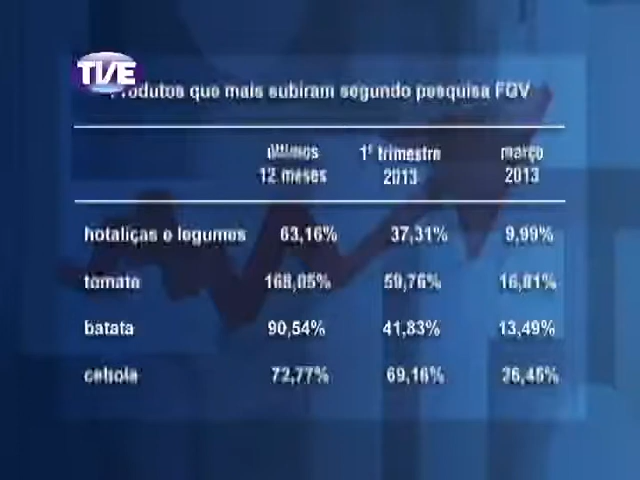 TVE
Produtos que mais subiram segundo pesquisa FGV
últimos 12 meses
1º trimestre 2013
março 2013
hotaliças e legumes 63,16% 37,31% 9,99%
tomate 168,05% 59,76% 16,81%
batata 90,54% 41,83% 13,49%
cebola 72,77% 69,16% 26,45%